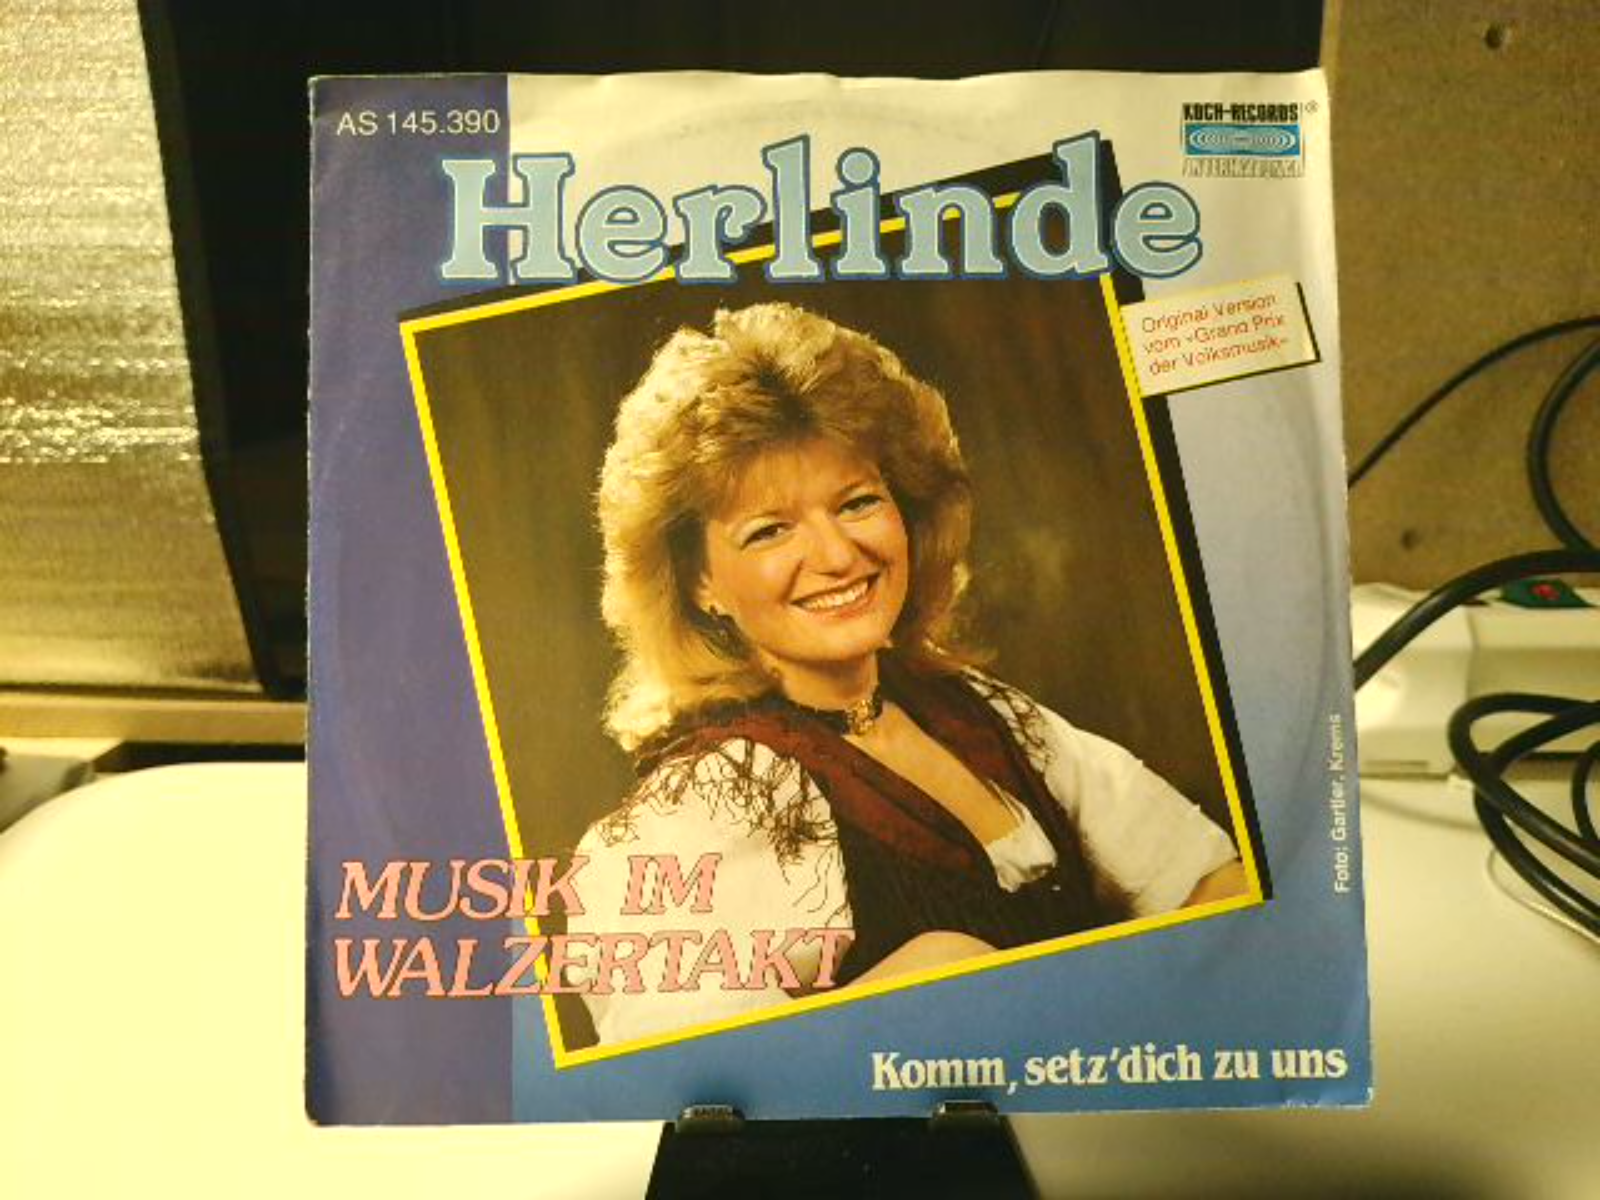 AS 145.390
KOCH-RECORDS®
INTERNATIONAL
Herlinde
Original Version
vom «Grand Prix
der Volksmusik»
MUSIK IM
WALZERTAKT
Komm, setz'dich zu uns
Foto: Gartler, Krems